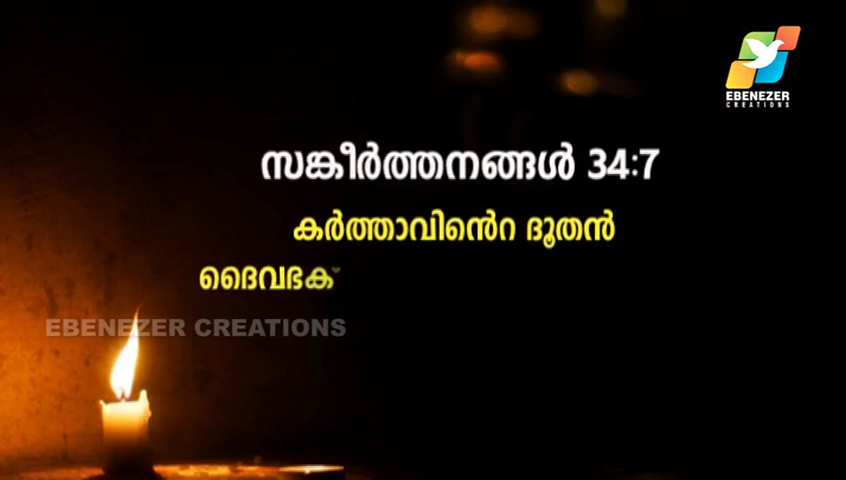 EBENEZER
CREATIONS
സങ്കീർത്തനങ്ങൾ 34:7
കർത്താവിൻെറ ദൂതൻ
ദൈവഭക്
EBENEZER CREATIONS